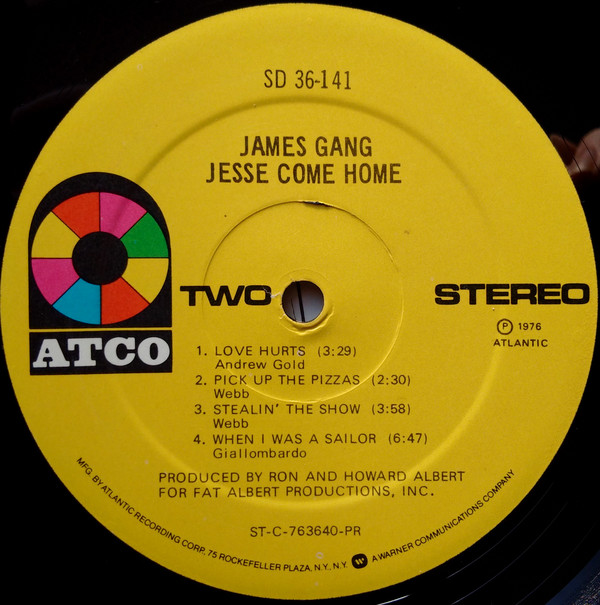 SD 36-141
JAMES GANG
JESSE COME HOME
ATCO
TWO
STEREO
℗ 1976
ATLANTIC
1. LOVE HURTS (3:29)
Andrew Gold
2. PICK UP THE PIZZAS (2:30)
Webb
3. STEALIN' THE SHOW (3:58)
Webb
4. WHEN I WAS A SAILOR (6:47)
Giallombardo
PRODUCED BY RON AND HOWARD ALBERT
FOR FAT ALBERT PRODUCTIONS, INC.
ST-C-763640-PR
MFG. BY ATLANTIC RECORDING CORP., 75 ROCKEFELLER PLAZA, N.Y., N.Y. W A WARNER COMMUNICATIONS COMPANY